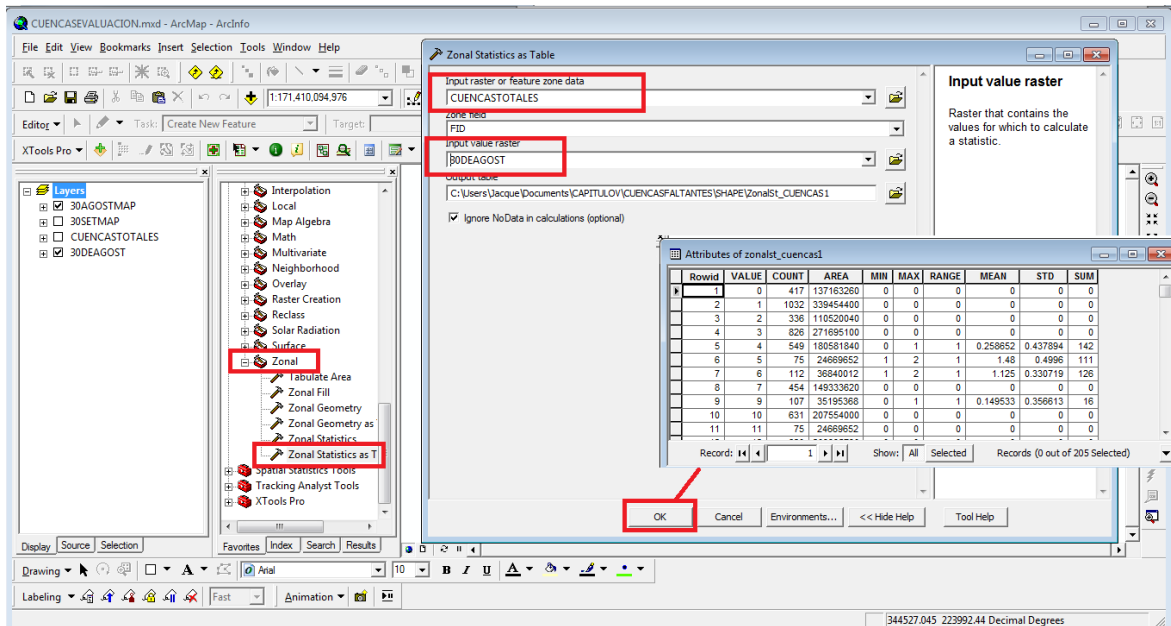 CUENCASEVALUACION.mxd - ArcMap - ArcInfo
File Edit View Bookmarks Insert Selection Tools Window Help
1:171,410,094,976
Editor Task: Create New Feature Target:
XTools Pro
Layers
30AGOSTMAP
30SETMAP
CUENCASTOTALES
30DEAGOST
Display Source Selection
Interpolation
Local
Map Algebra
Math
Multivariate
Neighborhood
Overlay
Raster Creation
Reclass
Solar Radiation
Surface
Zonal
Tabulate Area
Zonal Fill
Zonal Geometry
Zonal Geometry as
Zonal Statistics
Zonal Statistics as T
Spatial Statistics Tools
Tracking Analyst Tools
XTools Pro
Favorites Index Search Results
Zonal Statistics as Table
Input raster or feature zone data
CUENCASTOTALES
Zone field
FID
Input value raster
30DEAGOST
Output table
C:\Users\Jacque\Documents\CAPITULOV\CUENCASFALTANTES\SHAPE\ZonalSt_CUENCAS1
Ignore NoData in calculations (optional)
Input value raster
Raster that contains the
values for which to calculate
a statistic.
Attributes of zonalst_cuencas1
Rowid VALUE COUNT AREA MIN MAX RANGE MEAN STD SUM
1 0 417 137163260 0 0 0 0 0 0
2 1 1032 339454400 0 0 0 0 0 0
3 2 336 110520040 0 0 0 0 0 0
4 3 826 271695100 0 0 0 0 0 0
5 4 549 180581840 0 1 1 0.258652 0.437894 142
6 5 75 24669652 1 2 1 1.48 0.4996 111
7 6 112 36840012 1 2 1 1.125 0.330719 126
8 7 454 149333620 0 0 0 0 0 0
9 9 107 35195368 0 1 1 0.149533 0.356613 16
10 10 631 207554000 0 0 0 0 0 0
11 11 75 24669652 0 0 0 0 0 0
Record: 1 Show: All Selected Records (0 out of 205 Selected)
OK Cancel Environments... << Hide Help Tool Help
Drawing A Arial 10 B I U A
Labeling Fast Animation
344527.045 223992.44 Decimal Degrees